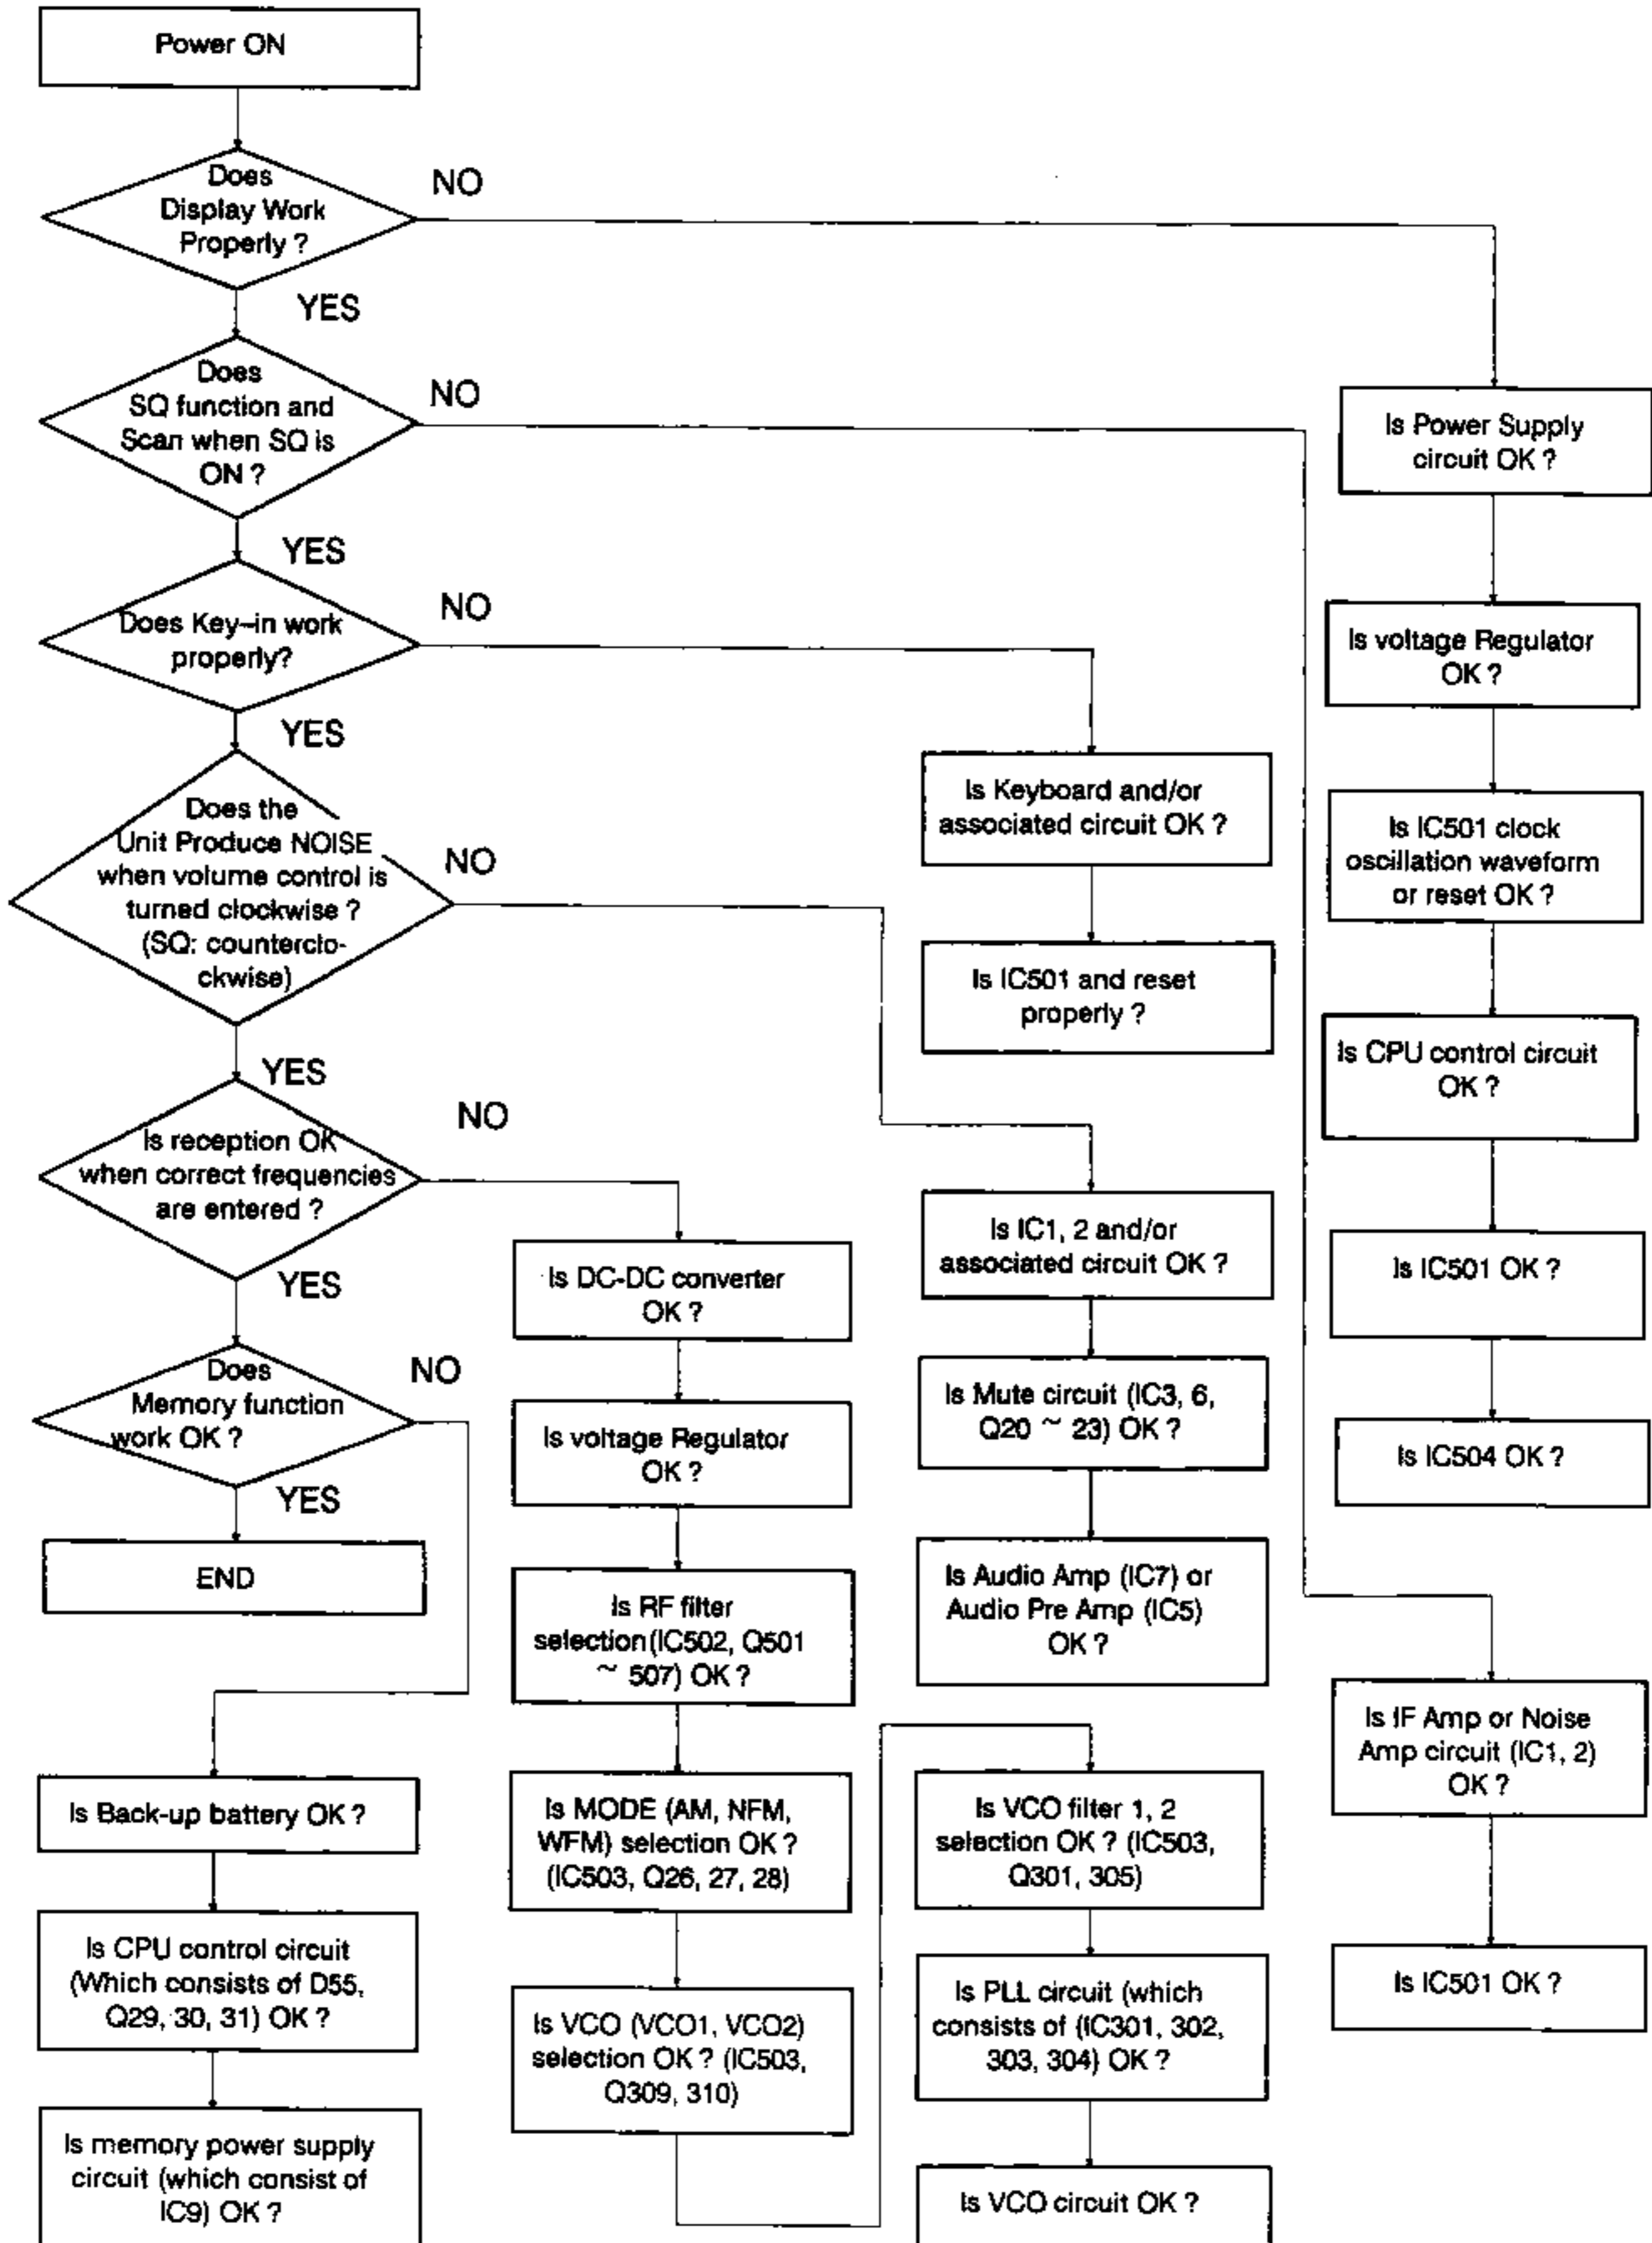 Power ON
Does
Display Work
Properly ?
NO
YES
Does
SQ function and
Scan when SQ is
ON ?
NO
YES
Does Key-in work
properly?
NO
YES
Does the
Unit Produce NOISE
when volume control is
turned clockwise ?
(SQ: counterclo-
ckwise)
NO
YES
Is reception OK
when correct frequencies
are entered ?
NO
YES
Does
Memory function
work OK ?
NO
YES
END
Is Back-up battery OK ?
Is CPU control circuit
(Which consists of D55,
Q29, 30, 31) OK ?
Is memory power supply
circuit (which consist of
IC9) OK ?
Is DC-DC converter
OK ?
Is voltage Regulator
OK ?
Is RF filter
selection(IC502, Q501
~ 507) OK ?
Is MODE (AM, NFM,
WFM) selection OK ?
(IC503, Q26, 27, 28)
Is VCO (VCO1, VCO2)
selection OK ? (IC503,
Q309, 310)
Is Keyboard and/or
associated circuit OK ?
Is IC501 and reset
properly ?
Is IC1, 2 and/or
associated circuit OK ?
Is Mute circuit (IC3, 6,
Q20 ~ 23) OK ?
Is Audio Amp (IC7) or
Audio Pre Amp (IC5)
OK ?
Is VCO filter 1, 2
selection OK ? (IC503,
Q301, 305)
Is PLL circuit (which
consists of (IC301, 302,
303, 304) OK ?
Is VCO circuit OK ?
Is Power Supply
circuit OK ?
Is voltage Regulator
OK ?
Is IC501 clock
oscillation waveform
or reset OK ?
Is CPU control circuit
OK ?
Is IC501 OK ?
Is IC504 OK ?
Is IF Amp or Noise
Amp circuit (IC1, 2)
OK ?
Is IC501 OK ?